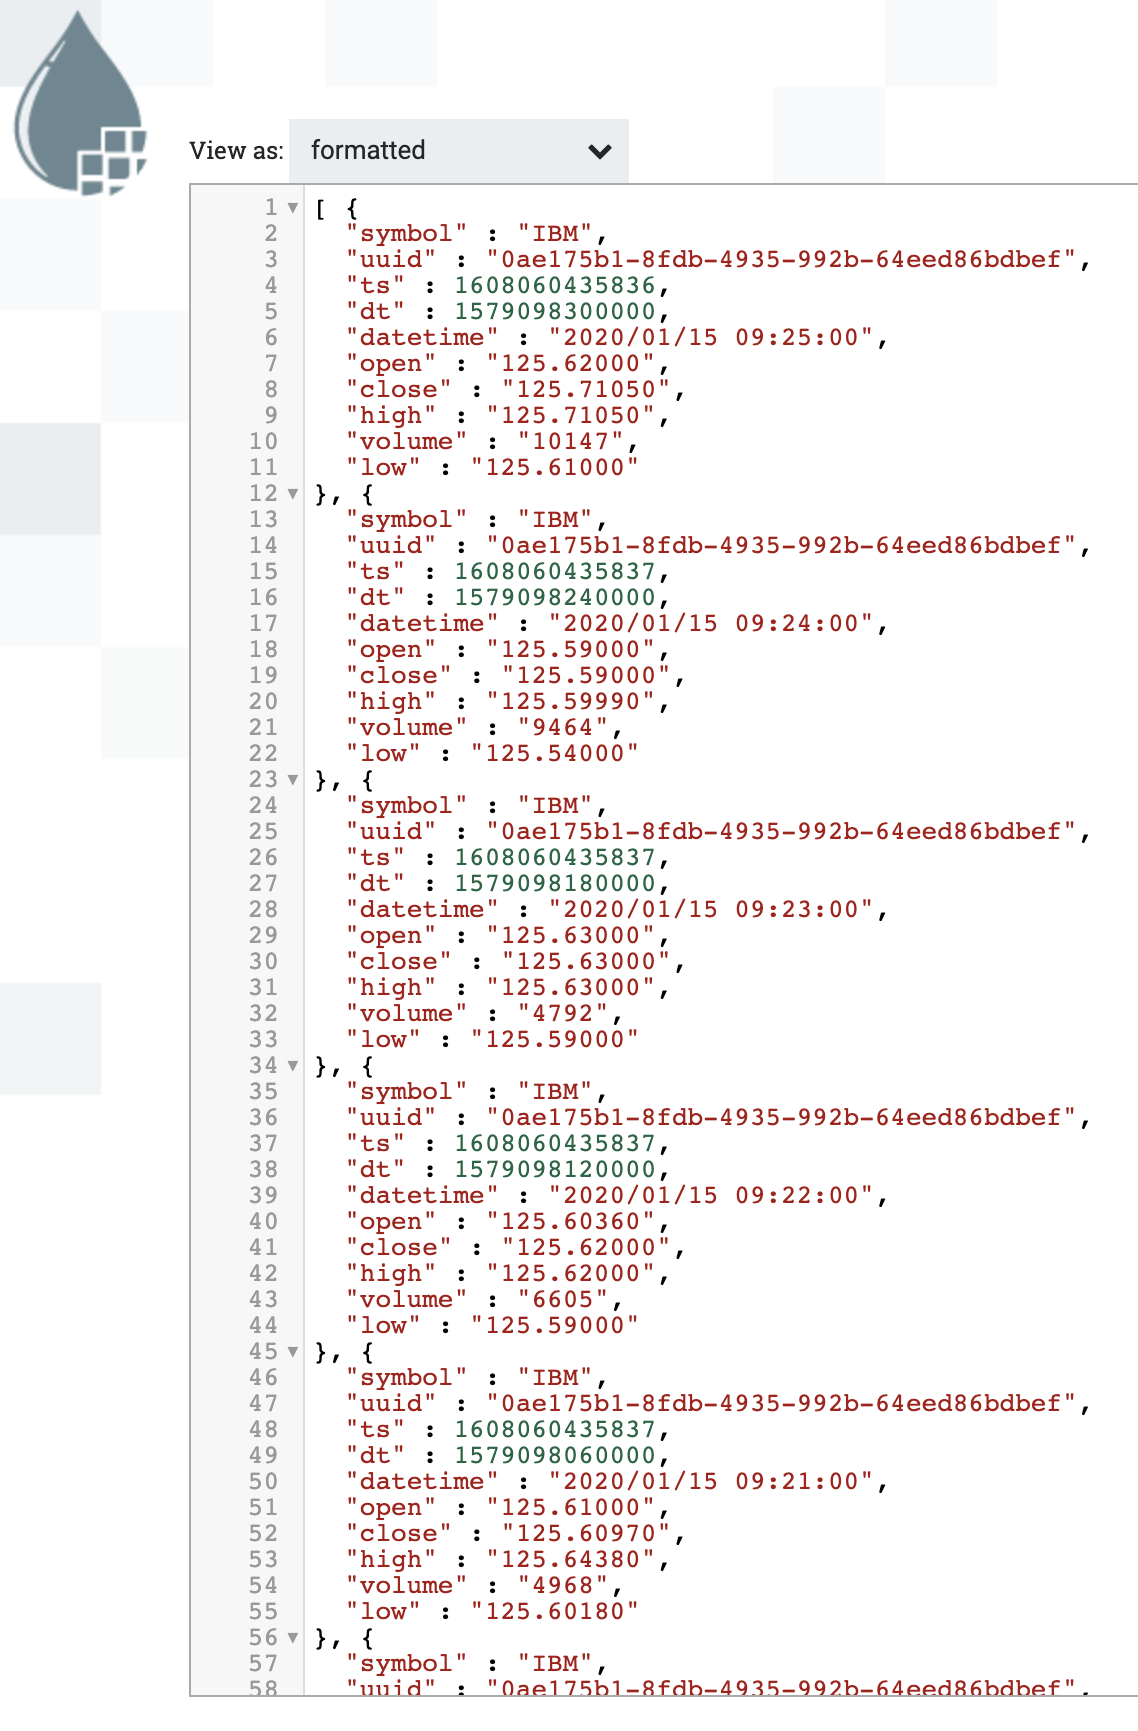 View as: formatted
1 [ {
2 "symbol" : "IBM",
3 "uuid" : "0ae175b1-8fdb-4935-992b-64eed86bdbef",
4 "ts" : 1608060435836,
5 "dt" : 1579098300000,
6 "datetime" : "2020/01/15 09:25:00",
7 "open" : "125.62000",
8 "close" : "125.71050",
9 "high" : "125.71050",
10 "volume" : "10147",
11 "low" : "125.61000"
12 }, {
13 "symbol" : "IBM",
14 "uuid" : "0ae175b1-8fdb-4935-992b-64eed86bdbef",
15 "ts" : 1608060435837,
16 "dt" : 1579098240000,
17 "datetime" : "2020/01/15 09:24:00",
18 "open" : "125.59000",
19 "close" : "125.59000",
20 "high" : "125.59990",
21 "volume" : "9464",
22 "low" : "125.54000"
23 }, {
24 "symbol" : "IBM",
25 "uuid" : "0ae175b1-8fdb-4935-992b-64eed86bdbef",
26 "ts" : 1608060435837,
27 "dt" : 1579098180000,
28 "datetime" : "2020/01/15 09:23:00",
29 "open" : "125.63000",
30 "close" : "125.63000",
31 "high" : "125.63000",
32 "volume" : "4792",
33 "low" : "125.59000"
34 }, {
35 "symbol" : "IBM",
36 "uuid" : "0ae175b1-8fdb-4935-992b-64eed86bdbef",
37 "ts" : 1608060435837,
38 "dt" : 1579098120000,
39 "datetime" : "2020/01/15 09:22:00",
40 "open" : "125.60360",
41 "close" : "125.62000",
42 "high" : "125.62000",
43 "volume" : "6605",
44 "low" : "125.59000"
45 }, {
46 "symbol" : "IBM",
47 "uuid" : "0ae175b1-8fdb-4935-992b-64eed86bdbef",
48 "ts" : 1608060435837,
49 "dt" : 1579098060000,
50 "datetime" : "2020/01/15 09:21:00",
51 "open" : "125.61000",
52 "close" : "125.60970",
53 "high" : "125.64380",
54 "volume" : "4968",
55 "low" : "125.60180"
56 }, {
57 "symbol" : "IBM",
58 "uuid" : "0ae175b1-8fdb-4935-992b-64eed86bdbef",